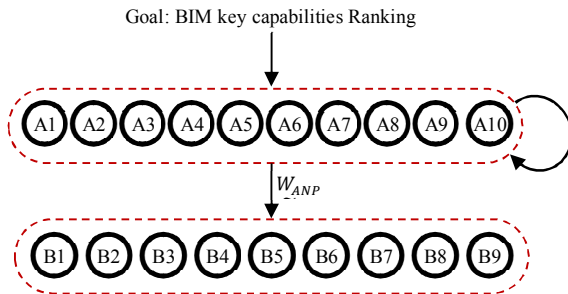 Goal: BIM key capabilities Ranking
A1 A2 A3 A4 A5 A6 A7 A8 A9 A10
W_ANP
B1 B2 B3 B4 B5 B6 B7 B8 B9